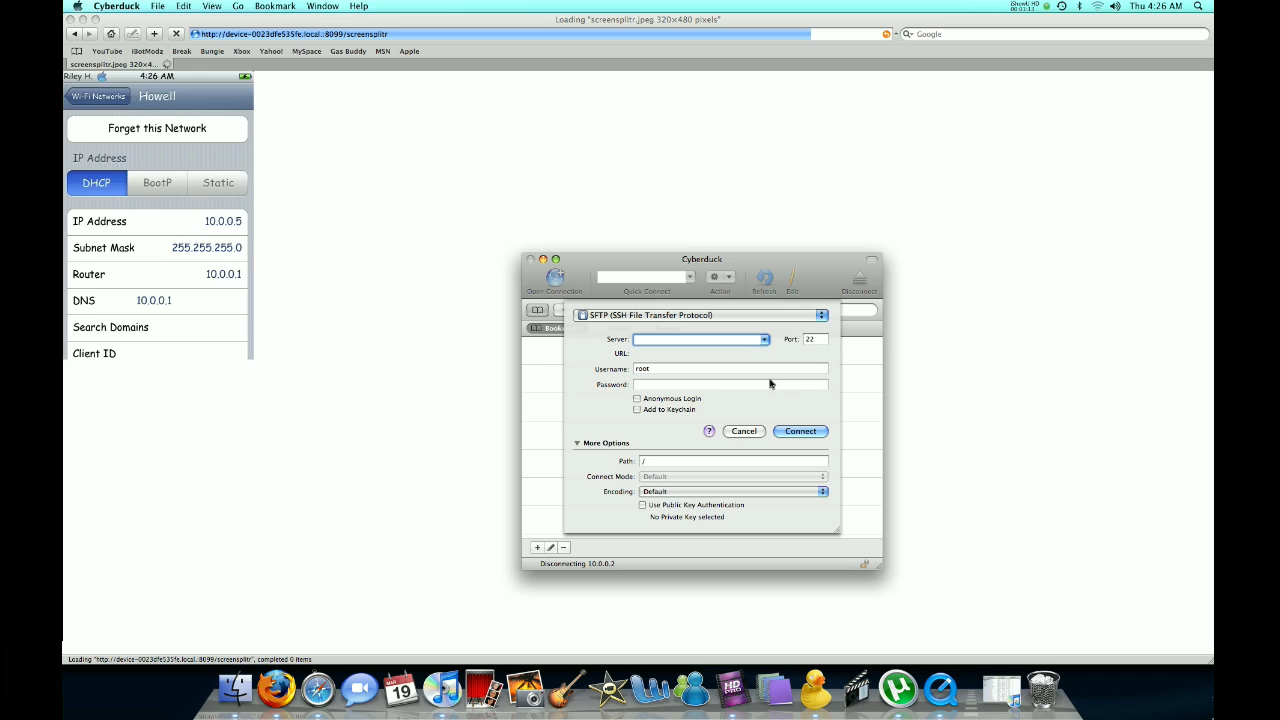 Cyberduck File Edit View Go Bookmark Window Help
Thu 4:26 AM
Loading "screensplitr.jpeg 320×480 pixels"
http://device-0023dfe535fe.local.:8099/screensplitr
Google
YouTube iBotModz Break Bungie Xbox Yahoo! MySpace Gas Buddy MSN Apple
screensplitr.jpeg 320×4...
Riley H. 4:26 AM
Wi-Fi Networks Howell
Forget this Network
IP Address
DHCP BootP Static
IP Address 10.0.0.5
Subnet Mask 255.255.255.0
Router 10.0.0.1
DNS 10.0.0.1
Search Domains
Client ID
Cyberduck
Open Connection Quick Connect Action Refresh Edit Disconnect
SFTP (SSH File Transfer Protocol)
Server: Port: 22
URL:
Username: root
Password:
Anonymous Login
Add to Keychain
? Cancel Connect
More Options
Path: /
Connect Mode: Default
Encoding: Default
Use Public Key Authentication
No Private Key selected
Disconnecting 10.0.0.2
Loading "http://device-0023dfe535fe.local.:8099/screensplitr", completed 0 items
MAR
19
HD
PRO